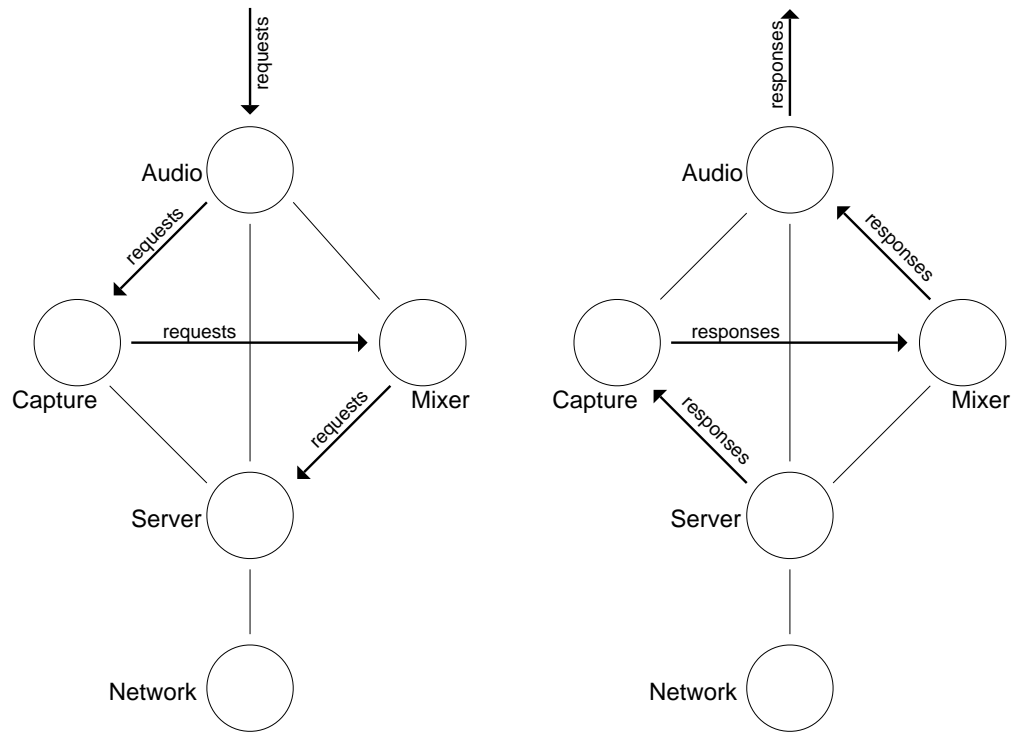 requests
Audio
requests
requests
Capture
Mixer
requests
Server
Network
responses
Audio
responses
responses
Capture
Mixer
responses
Server
Network